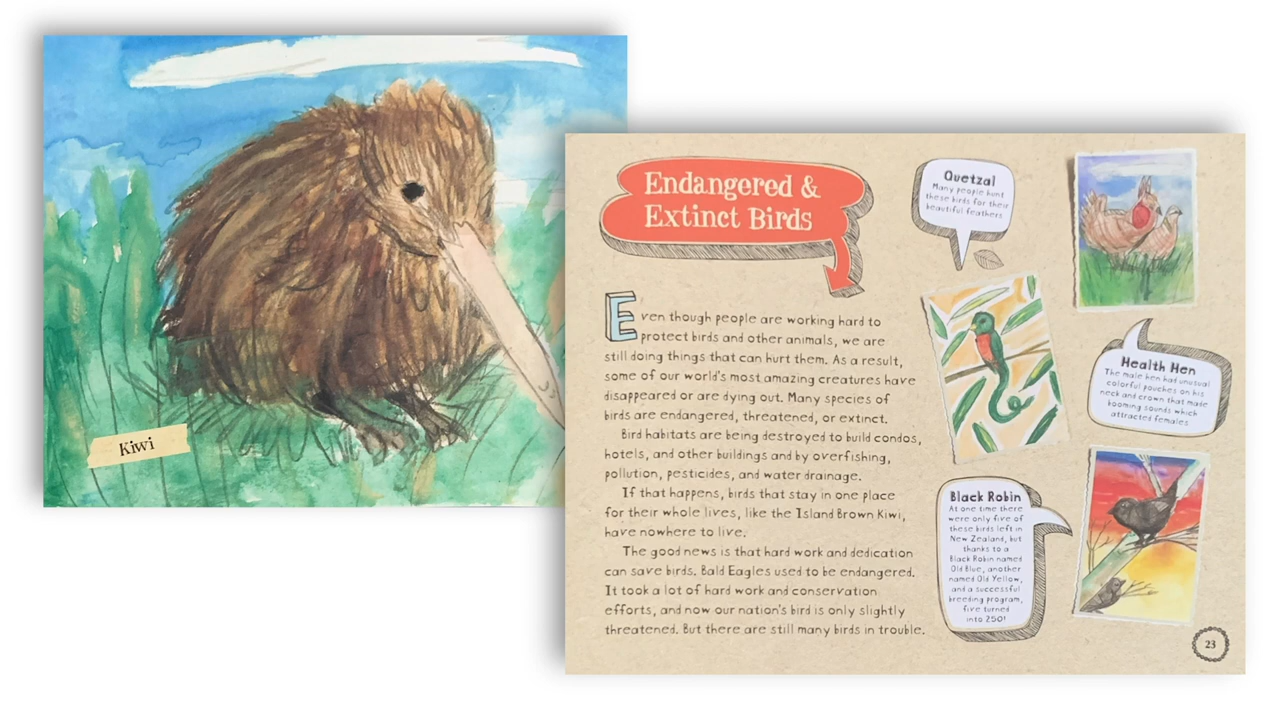 Kiwi
Endangered &
Extinct Birds
Even though people are working hard to
protect birds and other animals, we are
still doing things that can hurt them. As a result,
some of our world's most amazing creatures have
disappeared or are dying out. Many species of
birds are endangered, threatened, or extinct.
Bird habitats are being destroyed to build condos,
hotels, and other buildings and by overfishing,
pollution, pesticides, and water drainage.
If that happens, birds that stay in one place
for their whole lives, like the Island Brown Kiwi,
have nowhere to live.
The good news is that hard work and dedication
can save birds. Bald Eagles used to be endangered.
It took a lot of hard work and conservation
efforts, and now our nation's bird is only slightly
threatened. But there are still many birds in trouble.
Quetzal
Many people hunt
these birds for their
beautiful feathers
Health Hen
The male hen had unusual
colorful pouches on his
neck and crown that made
booming sounds which
attracted females
Black Robin
At one time there
were only five of
these birds left in
New Zealand, but
thanks to a
Black Robin named
Old Blue, another
named Old Yellow,
and a successful
breeding program,
five turned
into 250!
23